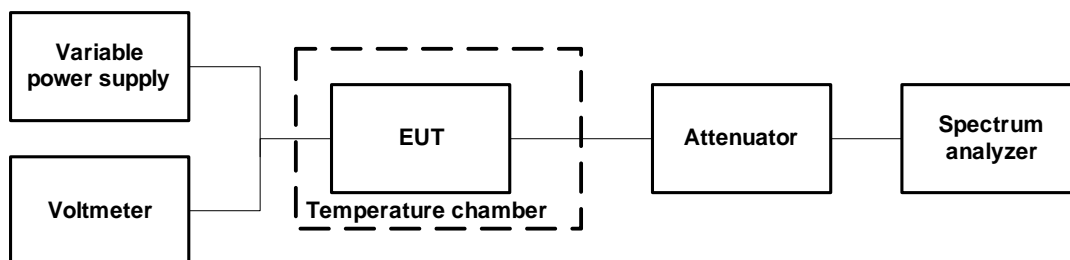 Variable
power supply
Voltmeter
EUT
Temperature chamber
Attenuator
Spectrum
analyzer